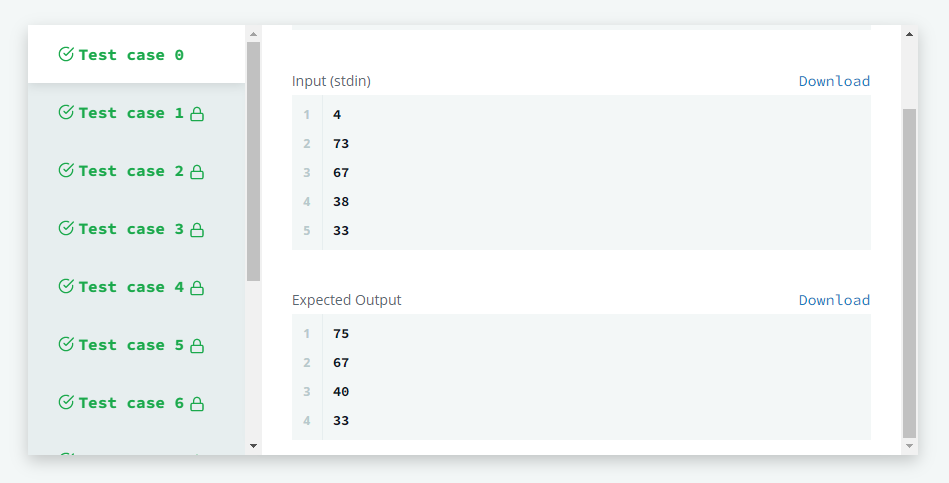 Test case 0
Test case 1
Test case 2
Test case 3
Test case 4
Test case 5
Test case 6
Input (stdin)
Download
1 4
2 73
3 67
4 38
5 33
Expected Output
Download
1 75
2 67
3 40
4 33